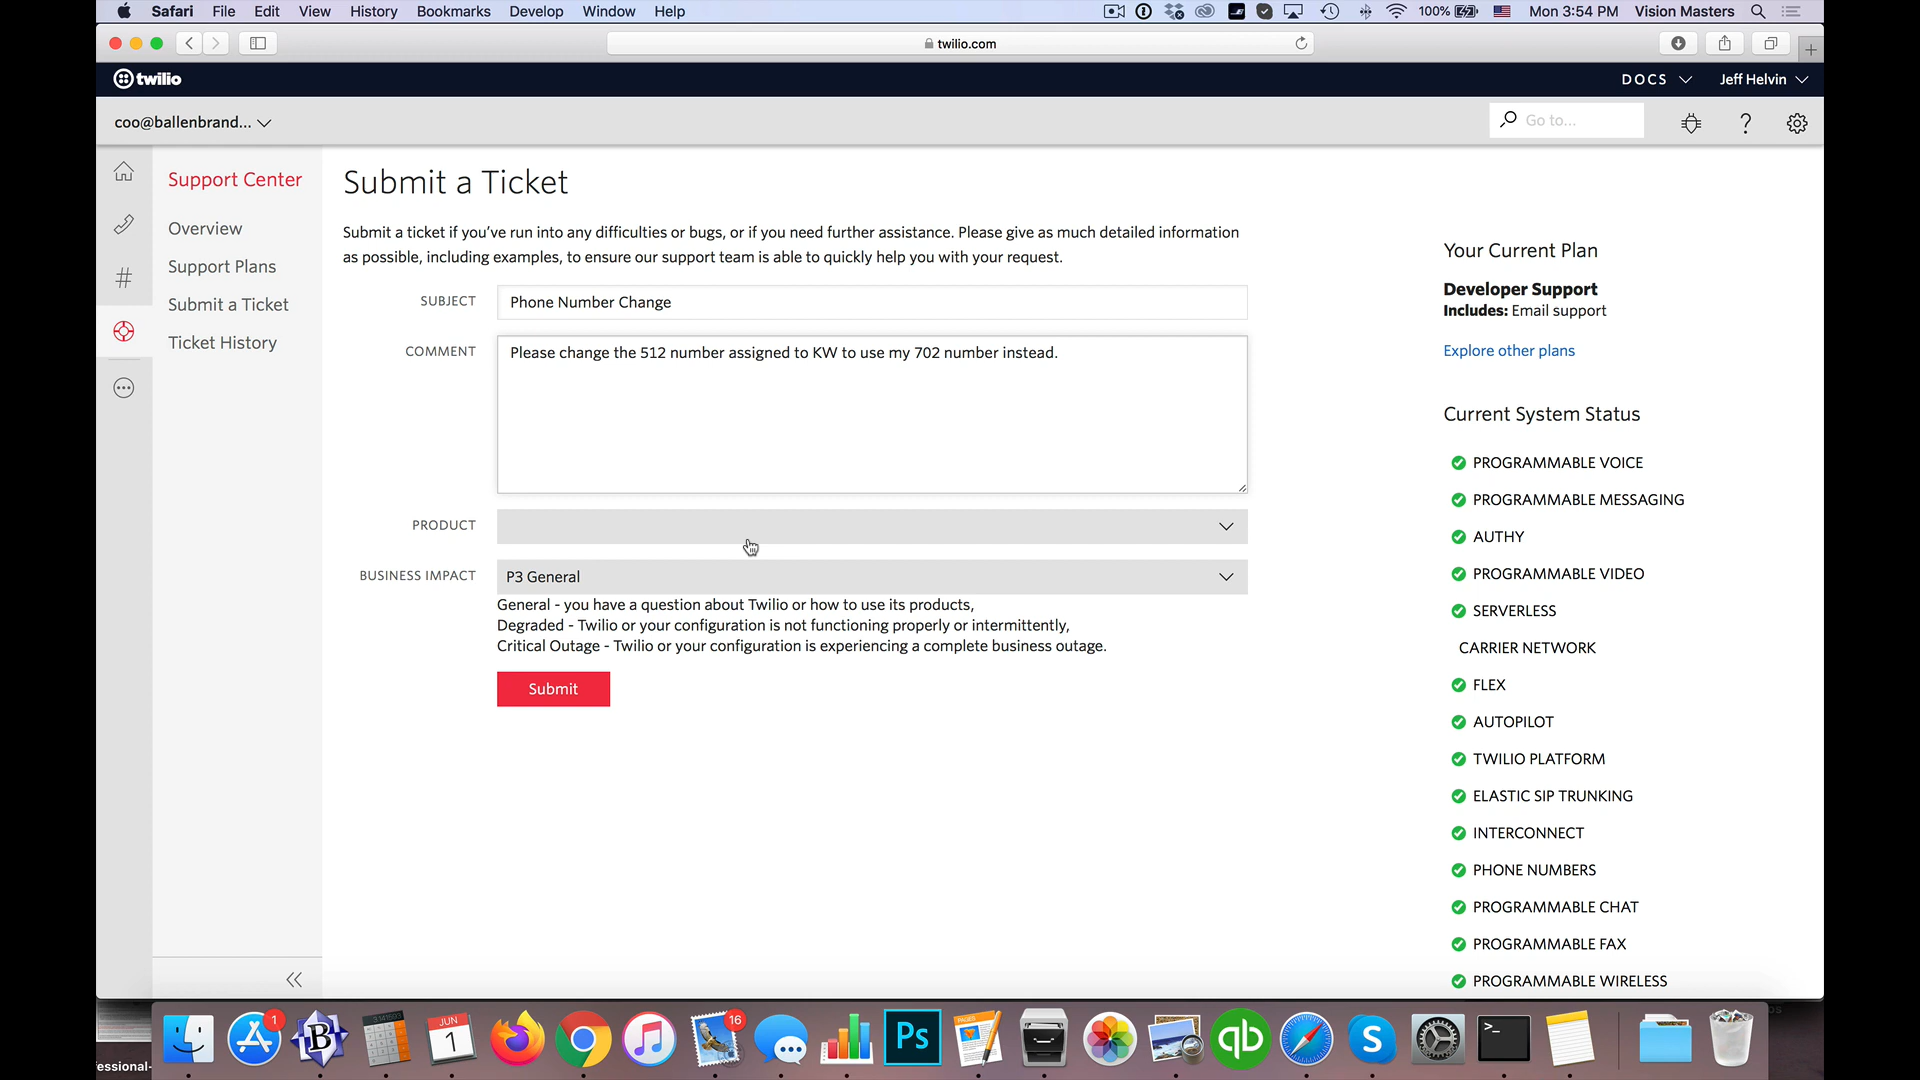 Safari File Edit View History Bookmarks Develop Window Help 100% Mon 3:54 PM Vision Masters
twilio.com
twilio DOCS Jeff Helvin
coo@ballenbrand... Go to...
Support Center
Overview
Support Plans
Submit a Ticket
Ticket History
Submit a Ticket
Submit a ticket if you've run into any difficulties or bugs, or if you need further assistance. Please give as much detailed information
as possible, including examples, to ensure our support team is able to quickly help you with your request.
SUBJECT Phone Number Change
COMMENT Please change the 512 number assigned to KW to use my 702 number instead.
PRODUCT
BUSINESS IMPACT P3 General
General - you have a question about Twilio or how to use its products,
Degraded - Twilio or your configuration is not functioning properly or intermittently,
Critical Outage - Twilio or your configuration is experiencing a complete business outage.
Submit
Your Current Plan
Developer Support
Includes: Email support
Explore other plans
Current System Status
PROGRAMMABLE VOICE
PROGRAMMABLE MESSAGING
AUTHY
PROGRAMMABLE VIDEO
SERVERLESS
CARRIER NETWORK
FLEX
AUTOPILOT
TWILIO PLATFORM
ELASTIC SIP TRUNKING
INTERCONNECT
PHONE NUMBERS
PROGRAMMABLE CHAT
PROGRAMMABLE FAX
PROGRAMMABLE WIRELESS
1
B
JUN
1
16
Ps
PAGES
qb
S
>_
essional-